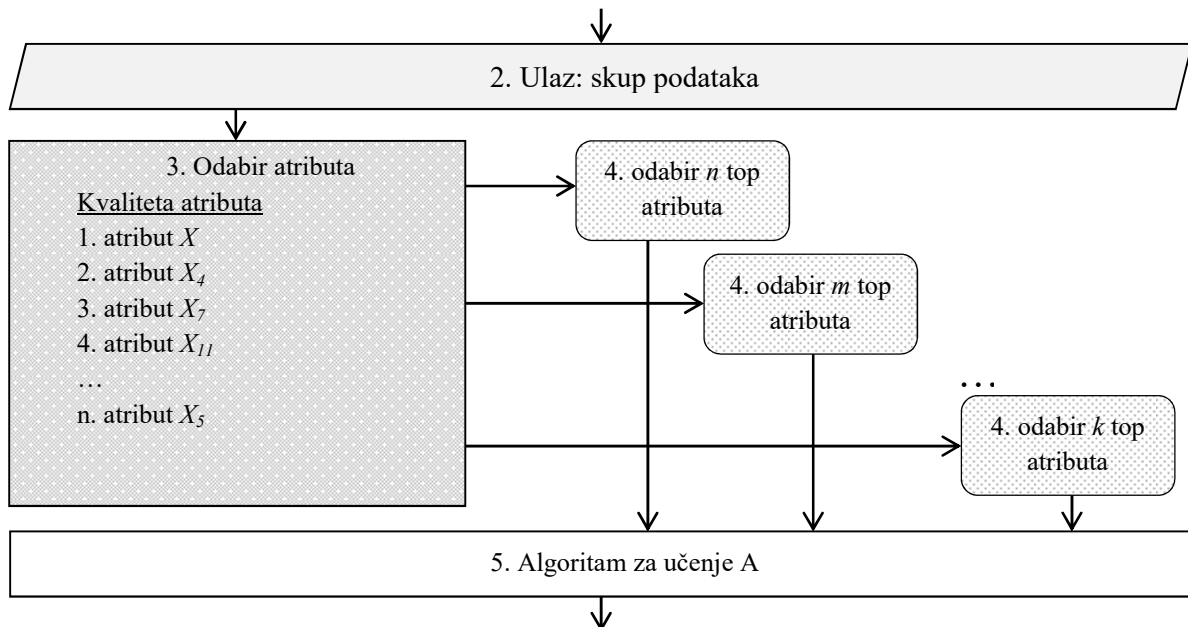 2. Ulaz: skup podataka
3. Odabir atributa
Kvaliteta atributa
1. atribut X
2. atribut X₄
3. atribut X₇
4. atribut X₁₁
…
n. atribut X₅
4. odabir n top
atributa
4. odabir m top
atributa
…
4. odabir k top
atributa
5. Algoritam za učenje A